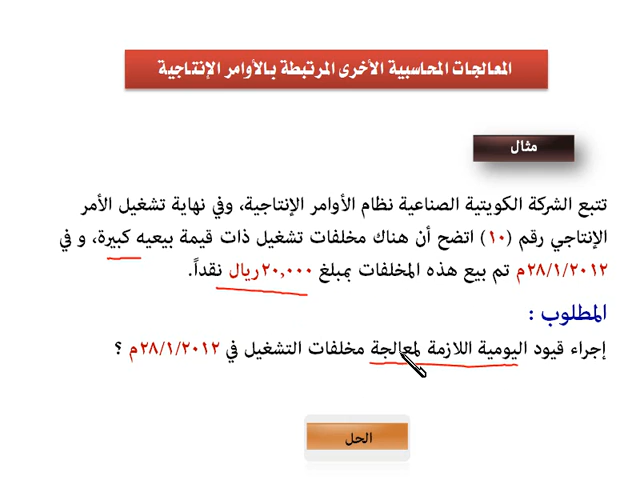 المعالجات المحاسبية الأخرى المرتبطة بالأوامر الإنتاجية
مثال
تتبع الشركة الكويتية الصناعية نظام الأوامر الإنتاجية، وفي نهاية تشغيل الأمر
الإنتاجي رقم (١٠) اتضح أن هناك مخلفات تشغيل ذات قيمة بيعيه كبيرة، و في
٢٨/١/٢٠١٢م تم بيع هذه المخلفات بمبلغ ٢٠,٠٠٠ريال نقداً.
المطلوب :
إجراء قيود اليومية اللازمة لمعالجة مخلفات التشغيل في ٢٨/١/٢٠١٢م ؟
الحل